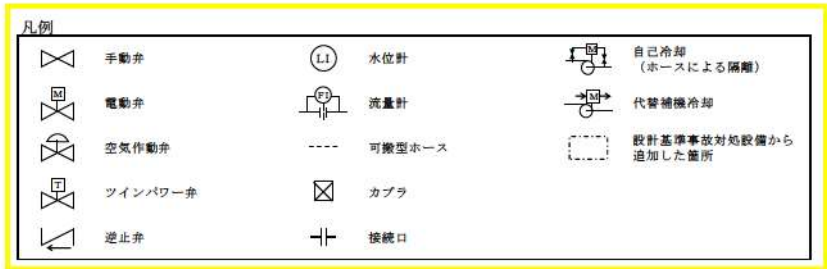 凡例
手動弁
LI
水位計
M
自己冷却
(ホースによる隔離)
M
電動弁
FI
流量計
M
代替補機冷却
空気作動弁
可搬型ホース
設計基準事故対処設備から
追加した箇所
T
ツインパワー弁
カプラ
逆止弁
接続口